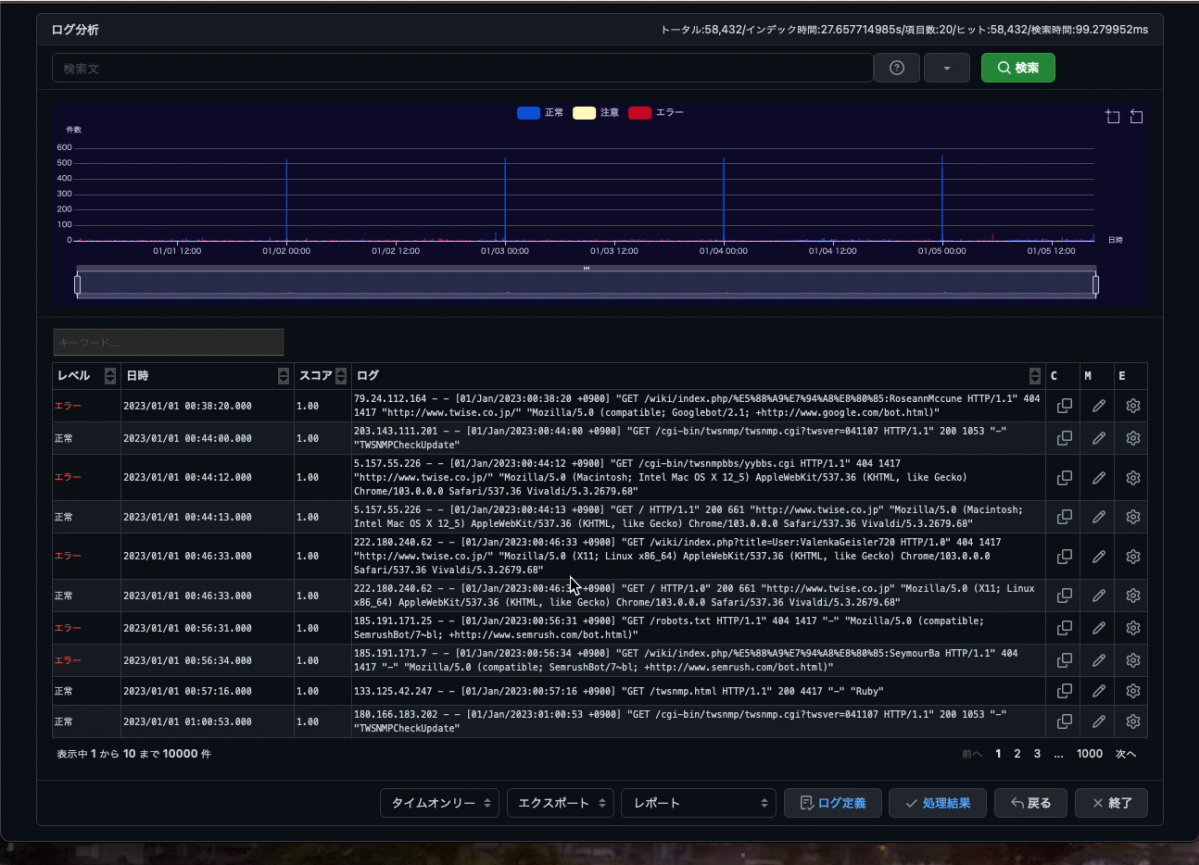 ログ分析
トータル:58,432/インデック時間:27.657714985s/項目数:20/ヒット:58,432/検索時間:99.279952ms
検索文
検索
正常 注意 エラー
件数
600
500
400
300
200
100
0
日時
01/01 12:00 01/02 00:00 01/02 12:00 01/03 00:00 01/03 12:00 01/04 00:00 01/04 12:00 01/05 00:00 01/05 12:00
キーワード...
レベル 日時 スコア ログ C M E
エラー 2023/01/01 00:38:20.000 1.00 79.24.112.164 - - [01/Jan/2023:00:38:20 +0900] "GET /wiki/index.php/%E5%88%A9%E7%94%A8%E8%80%85:RoseannMccune HTTP/1.1" 404
1417 "http://www.twise.co.jp/" "Mozilla/5.0 (compatible; Googlebot/2.1; +http://www.google.com/bot.html)"
正常 2023/01/01 00:44:00.000 1.00 203.143.111.201 - - [01/Jan/2023:00:44:00 +0900] "GET /cgi-bin/twsnmp/twsnmp.cgi?twsver=041107 HTTP/1.1" 200 1053 "-"
"TWSNMPCheckUpdate"
エラー 2023/01/01 00:44:12.000 1.00 5.157.55.226 - - [01/Jan/2023:00:44:12 +0900] "GET /cgi-bin/twsnmpbbs/yybbs.cgi HTTP/1.1" 404 1417
"http://www.twise.co.jp" "Mozilla/5.0 (Macintosh; Intel Mac OS X 12_5) AppleWebKit/537.36 (KHTML, like Gecko)
Chrome/103.0.0.0 Safari/537.36 Vivaldi/5.3.2679.68"
正常 2023/01/01 00:44:13.000 1.00 5.157.55.226 - - [01/Jan/2023:00:44:13 +0900] "GET / HTTP/1.1" 200 661 "http://www.twise.co.jp" "Mozilla/5.0 (Macintosh;
Intel Mac OS X 12_5) AppleWebKit/537.36 (KHTML, like Gecko) Chrome/103.0.0.0 Safari/537.36 Vivaldi/5.3.2679.68"
エラー 2023/01/01 00:46:33.000 1.00 222.180.240.62 - - [01/Jan/2023:00:46:33 +0900] "GET /wiki/index.php?title=User:ValenkaGeisler720 HTTP/1.0" 404 1417
"http://www.twise.co.jp/" "Mozilla/5.0 (X11; Linux x86_64) AppleWebKit/537.36 (KHTML, like Gecko) Chrome/103.0.0.0
Safari/537.36 Vivaldi/5.3.2679.68"
正常 2023/01/01 00:46:33.000 1.00 222.180.240.62 - - [01/Jan/2023:00:46: +0900] "GET / HTTP/1.0" 200 661 "http://www.twise.co.jp" "Mozilla/5.0 (X11; Linux
x86_64) AppleWebKit/537.36 (KHTML, like Gecko) Chrome/103.0.0.0 Safari/537.36 Vivaldi/5.3.2679.68"
エラー 2023/01/01 00:56:31.000 1.00 185.191.171.25 - - [01/Jan/2023:00:56:31 +0900] "GET /robots.txt HTTP/1.1" 404 1417 "-" "Mozilla/5.0 (compatible;
SemrushBot/7~bl; +http://www.semrush.com/bot.html)"
エラー 2023/01/01 00:56:34.000 1.00 185.191.171.7 - - [01/Jan/2023:00:56:34 +0900] "GET /wiki/index.php/%E5%88%A9%E7%94%A8%E8%80%85:SeymourBa HTTP/1.1" 404
1417 "-" "Mozilla/5.0 (compatible; SemrushBot/7~bl; +http://www.semrush.com/bot.html)"
正常 2023/01/01 00:57:16.000 1.00 133.125.42.247 - - [01/Jan/2023:00:57:16 +0900] "GET /twsnmp.html HTTP/1.1" 200 4417 "-" "Ruby"
正常 2023/01/01 01:00:53.000 1.00 180.166.183.202 - - [01/Jan/2023:01:00:53 +0900] "GET /cgi-bin/twsnmp/twsnmp.cgi?twsver=041107 HTTP/1.1" 200 1053 "-"
"TWSNMPCheckUpdate"
表示中 1 から 10 まで 10000 件
前へ 1 2 3 ... 1000 次へ
タイムオンリー エクスポート レポート ログ定義 処理結果 戻る 終了